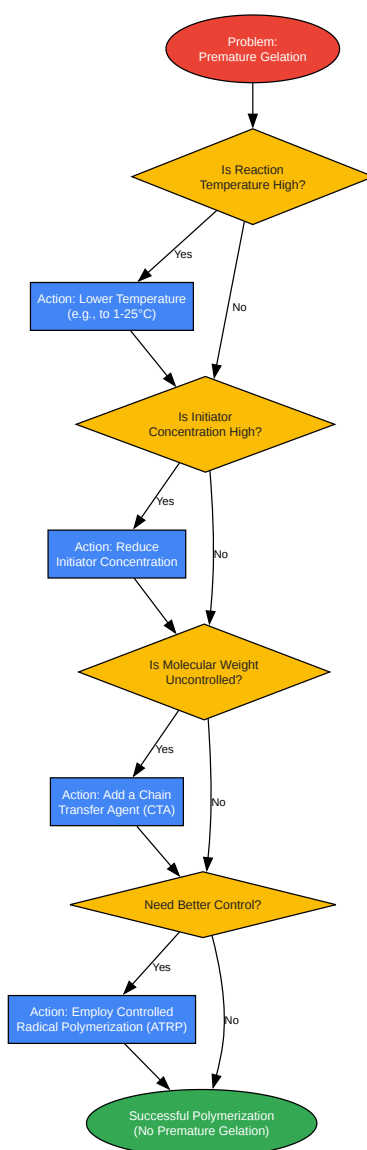 Problem:
Premature Gelation
Is Reaction
Temperature High?
Yes
Action: Lower Temperature
(e.g., to 1-25°C)
No
Is Initiator
Concentration High?
Yes
Action: Reduce
Initiator Concentration
No
Is Molecular Weight
Uncontrolled?
Yes
Action: Add a Chain
Transfer Agent (CTA)
No
Need Better Control?
Yes
Action: Employ Controlled
Radical Polymerization (ATRP)
No
Successful Polymerization
(No Premature Gelation)